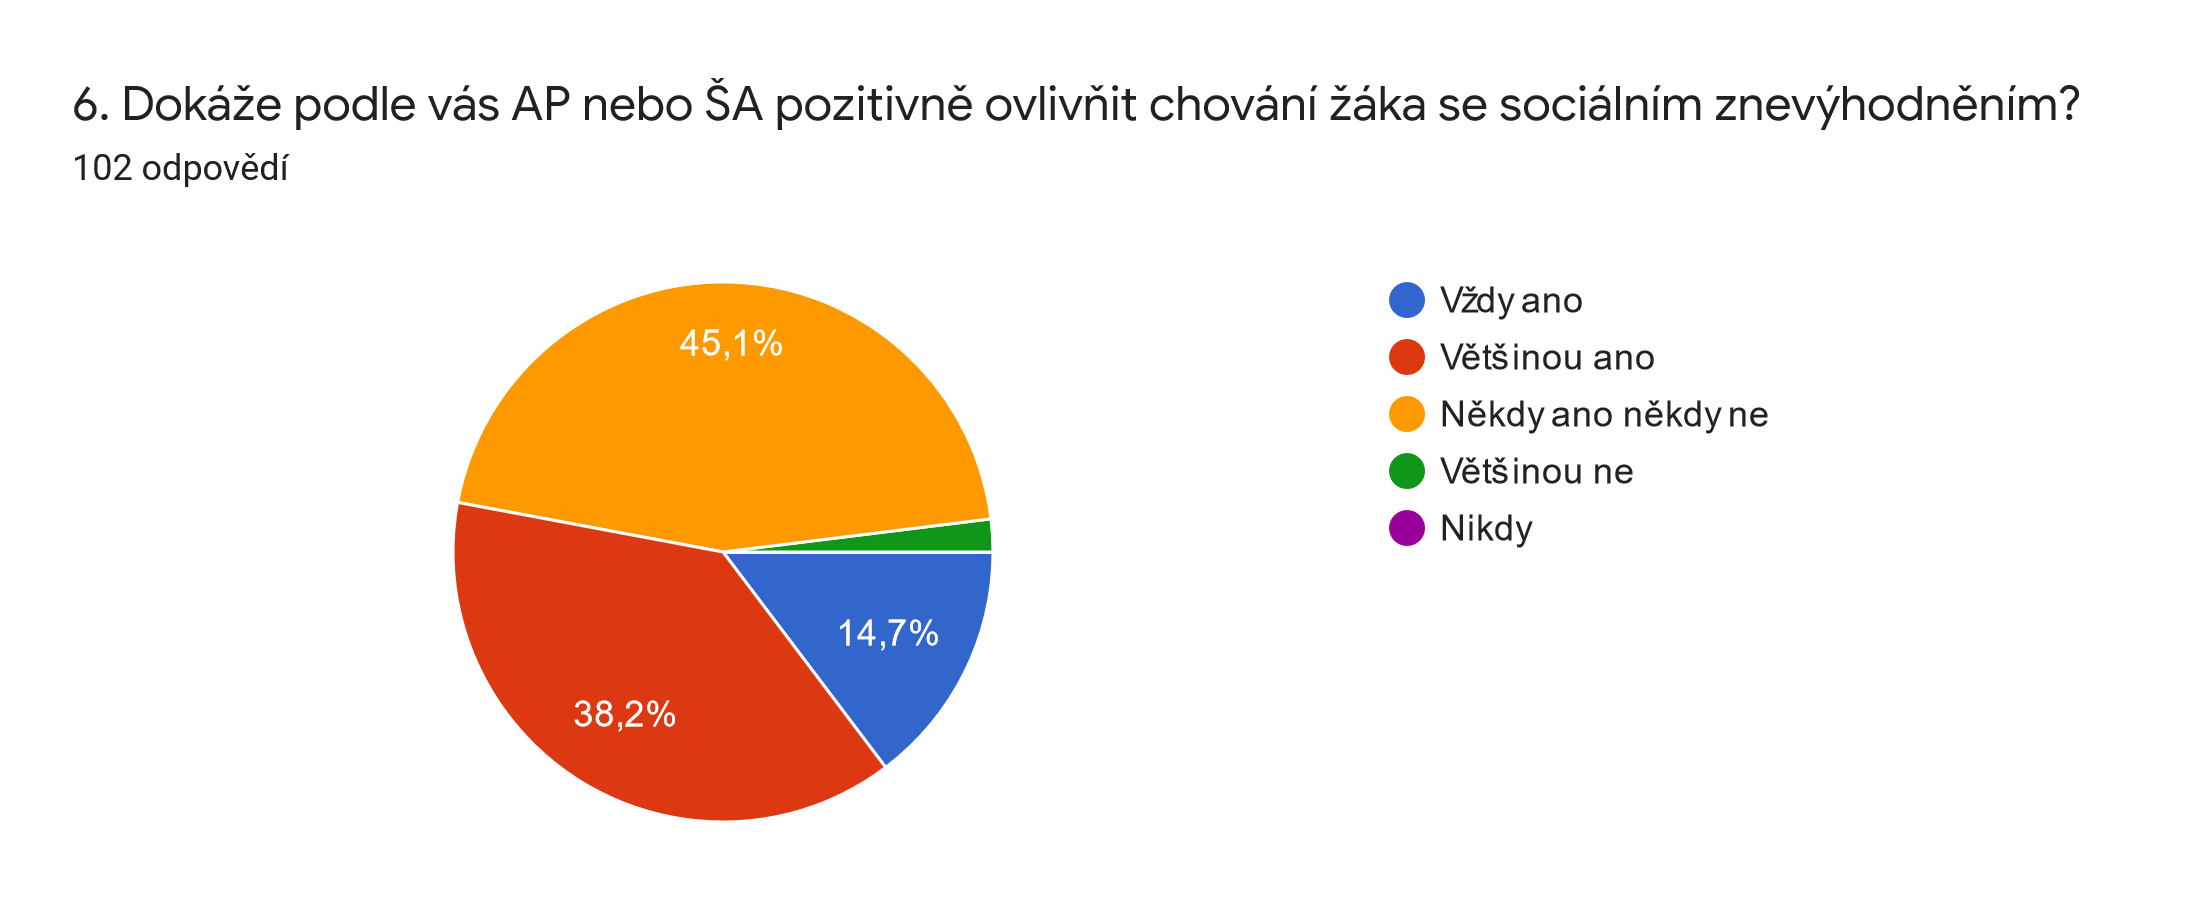 6. Dokáže podle vás AP nebo ŠA pozitivně ovlivňit chování žáka se sociálním znevýhodněním?
102 odpovědí
45,1%
14,7%
38,2%
Vždy ano
Většinou ano
Někdy ano někdy ne
Většinou ne
Nikdy